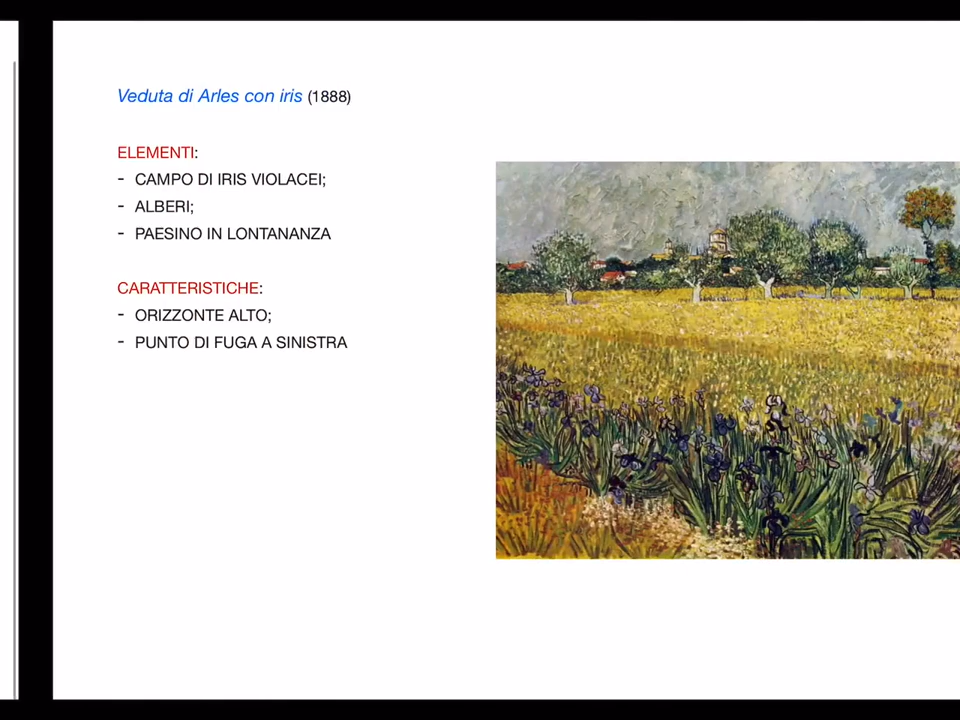 Veduta di Arles con iris (1888)
ELEMENTI:
- CAMPO DI IRIS VIOLACEI;
- ALBERI;
- PAESINO IN LONTANANZA
CARATTERISTICHE:
- ORIZZONTE ALTO;
- PUNTO DI FUGA A SINISTRA